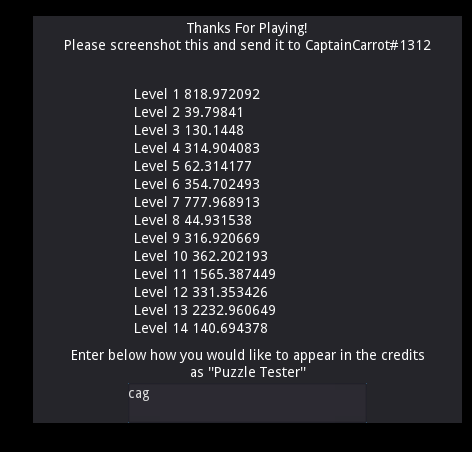 Thanks For Playing!
Please screenshot this and send it to CaptainCarrot#1312
Level 1 818.972092
Level 2 39.79841
Level 3 130.1448
Level 4 314.904083
Level 5 62.314177
Level 6 354.702493
Level 7 777.968913
Level 8 44.931538
Level 9 316.920669
Level 10 362.202193
Level 11 1565.387449
Level 12 331.353426
Level 13 2232.960649
Level 14 140.694378
Enter below how you would like to appear in the credits
as "Puzzle Tester"
cag